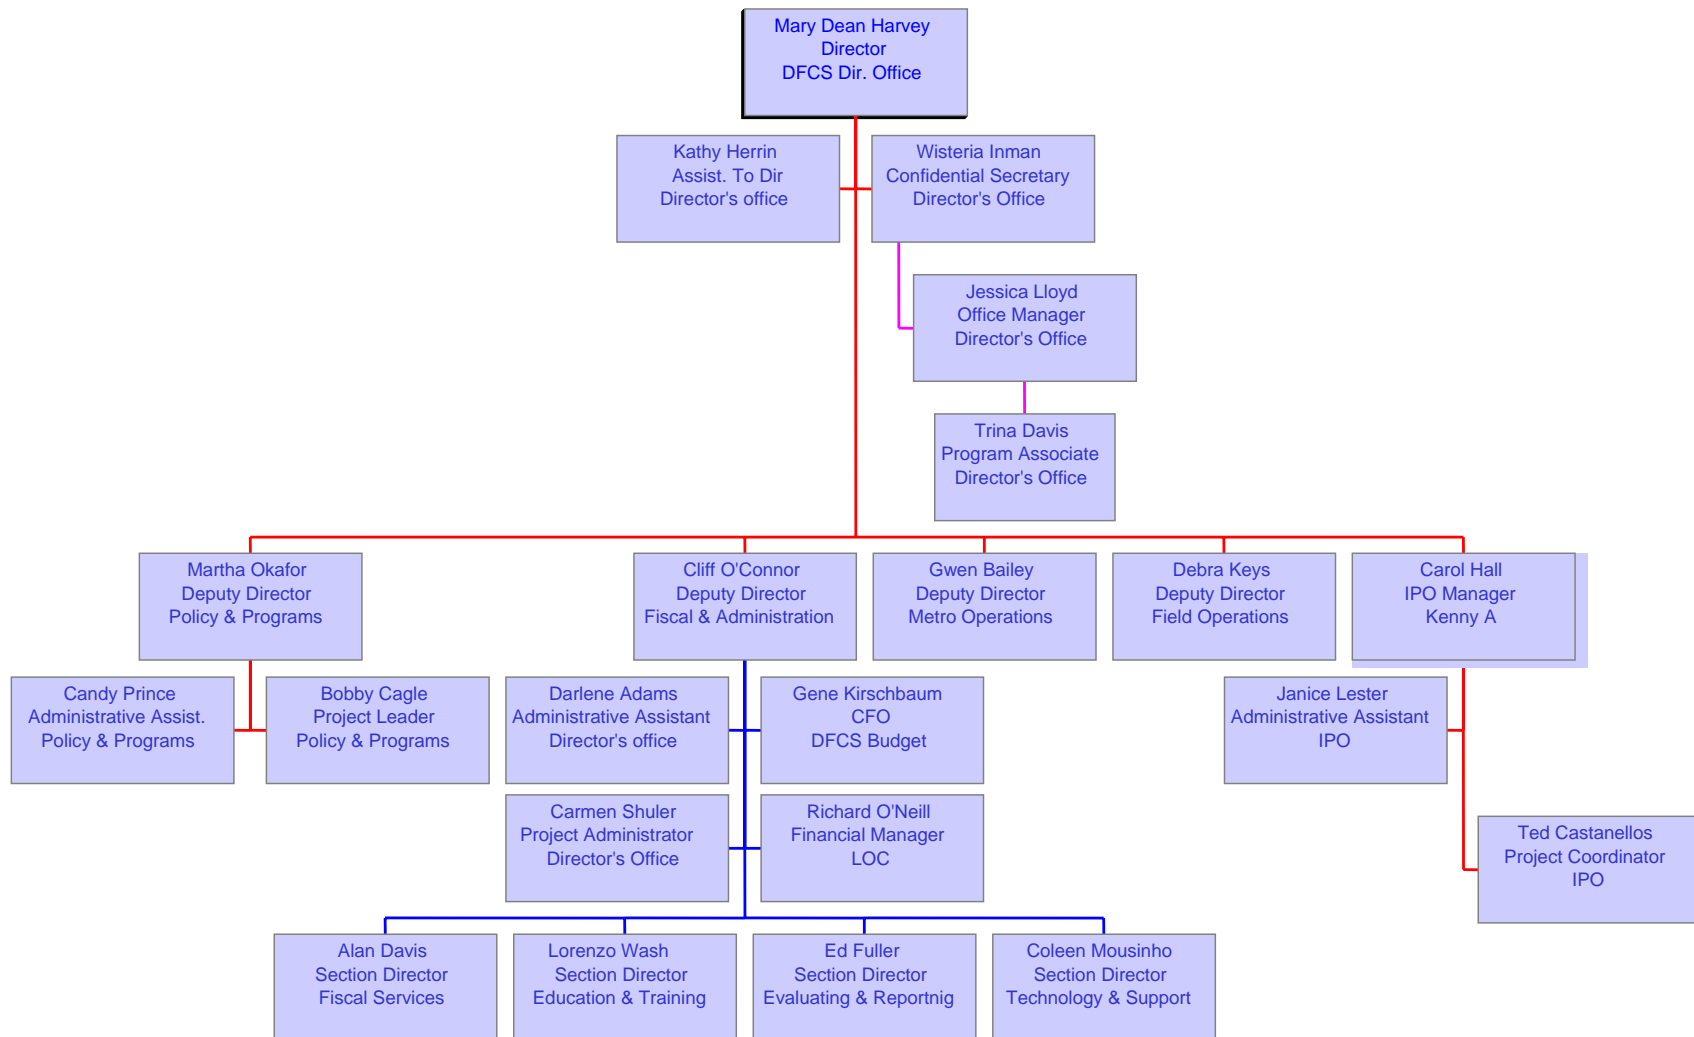 Mary Dean Harvey
Director
DFCS Dir. Office
Kathy Herrin
Assist. To Dir
Director's office
Wisteria Inman
Confidential Secretary
Director's Office
Jessica Lloyd
Office Manager
Director's Office
Trina Davis
Program Associate
Director's Office
Martha Okafor
Deputy Director
Policy & Programs
Cliff O'Connor
Deputy Director
Fiscal & Administration
Gwen Bailey
Deputy Director
Metro Operations
Debra Keys
Deputy Director
Field Operations
Carol Hall
IPO Manager
Kenny A
Candy Prince
Administrative Assist.
Policy & Programs
Bobby Cagle
Project Leader
Policy & Programs
Darlene Adams
Administrative Assistant
Director's office
Gene Kirschbaum
CFO
DFCS Budget
Janice Lester
Administrative Assistant
IPO
Carmen Shuler
Project Administrator
Director's Office
Richard O'Neill
Financial Manager
LOC
Ted Castanellos
Project Coordinator
IPO
Alan Davis
Section Director
Fiscal Services
Lorenzo Wash
Section Director
Education & Training
Ed Fuller
Section Director
Evaluating & Reportnig
Coleen Mousinho
Section Director
Technology & Support